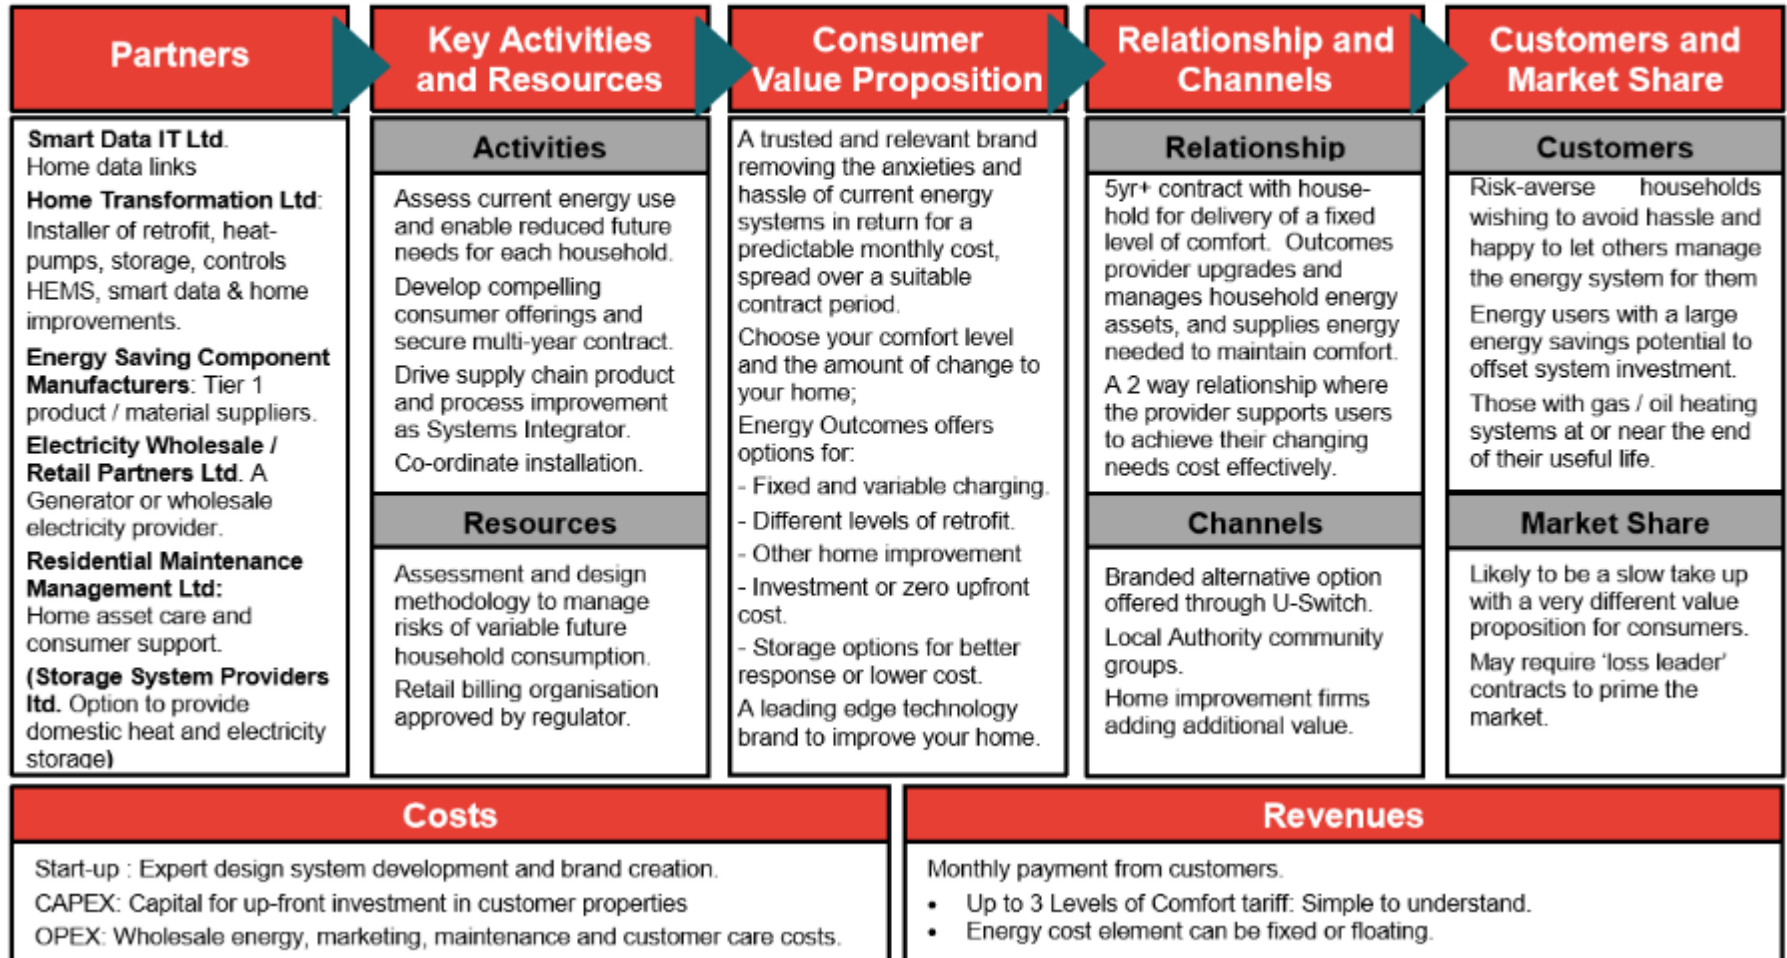 Partners
Key Activities
and Resources
Consumer
Value Proposition
Relationship and
Channels
Customers and
Market Share
Smart Data IT Ltd.
Home data links
Home Transformation Ltd:
Installer of retrofit, heat-
pumps, storage, controls
HEMS, smart data & home
improvements.
Energy Saving Component
Manufacturers: Tier 1
product / material suppliers.
Electricity Wholesale /
Retail Partners Ltd. A
Generator or wholesale
electricity provider.
Residential Maintenance
Management Ltd:
Home asset care and
consumer support.
(Storage System Providers
ltd. Option to provide
domestic heat and electricity
storage)
Activities
Assess current energy use
and enable reduced future
needs for each household.
Develop compelling
consumer offerings and
secure multi-year contract.
Drive supply chain product
and process improvement
as Systems Integrator.
Co-ordinate installation.
Resources
Assessment and design
methodology to manage
risks of variable future
household consumption.
Retail billing organisation
approved by regulator.
A trusted and relevant brand
removing the anxieties and
hassle of current energy
systems in return for a
predictable monthly cost,
spread over a suitable
contract period.
Choose your comfort level
and the amount of change to
your home;
Energy Outcomes offers
options for:
- Fixed and variable charging.
- Different levels of retrofit.
- Other home improvement
- Investment or zero upfront
cost.
- Storage options for better
response or lower cost.
A leading edge technology
brand to improve your home.
Relationship
5yr+ contract with house-
hold for delivery of a fixed
level of comfort. Outcomes
provider upgrades and
manages household energy
assets, and supplies energy
needed to maintain comfort.
A 2 way relationship where
the provider supports users
to achieve their changing
needs cost effectively.
Channels
Branded alternative option
offered through U-Switch.
Local Authority community
groups.
Home improvement firms
adding additional value.
Customers
Risk-averse households
wishing to avoid hassle and
happy to let others manage
the energy system for them
Energy users with a large
energy savings potential to
offset system investment.
Those with gas / oil heating
systems at or near the end
of their useful life.
Market Share
Likely to be a slow take up
with a very different value
proposition for consumers.
May require ‘loss leader’
contracts to prime the
market.
Costs
Start-up : Expert design system development and brand creation.
CAPEX: Capital for up-front investment in customer properties
OPEX: Wholesale energy, marketing, maintenance and customer care costs.
Revenues
Monthly payment from customers.
• Up to 3 Levels of Comfort tariff: Simple to understand.
• Energy cost element can be fixed or floating.